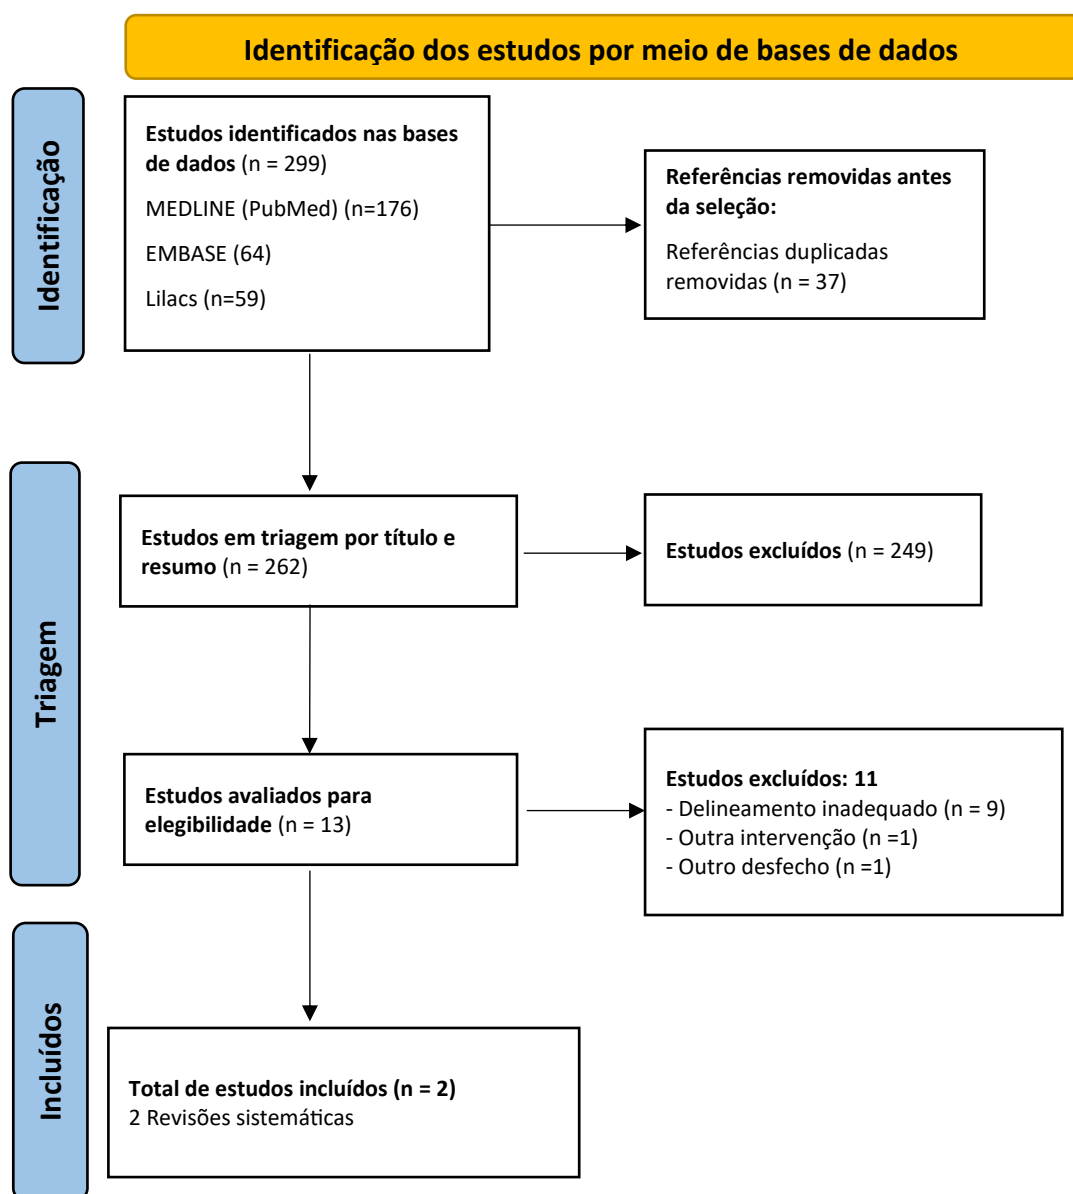 Identificação dos estudos por meio de bases de dados
Identificação
Estudos identificados nas bases
de dados (n = 299)
MEDLINE (PubMed) (n=176)
EMBASE (64)
Lilacs (n=59)
Referências removidas antes
da seleção:
Referências duplicadas
removidas (n = 37)
Triagem
Estudos em triagem por título e
resumo (n = 262)
Estudos excluídos (n = 249)
Estudos avaliados para
elegibilidade (n = 13)
Estudos excluídos: 11
- Delineamento inadequado (n = 9)
- Outra intervenção (n =1)
- Outro desfecho (n =1)
Incluídos
Total de estudos incluídos (n = 2)
2 Revisões sistemáticas